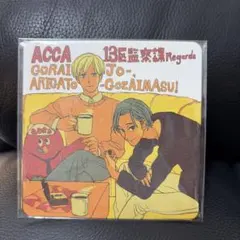 ACCA 13区監察課 Regards
GORAI JO-
ARIGATO -GOZAIMASU!